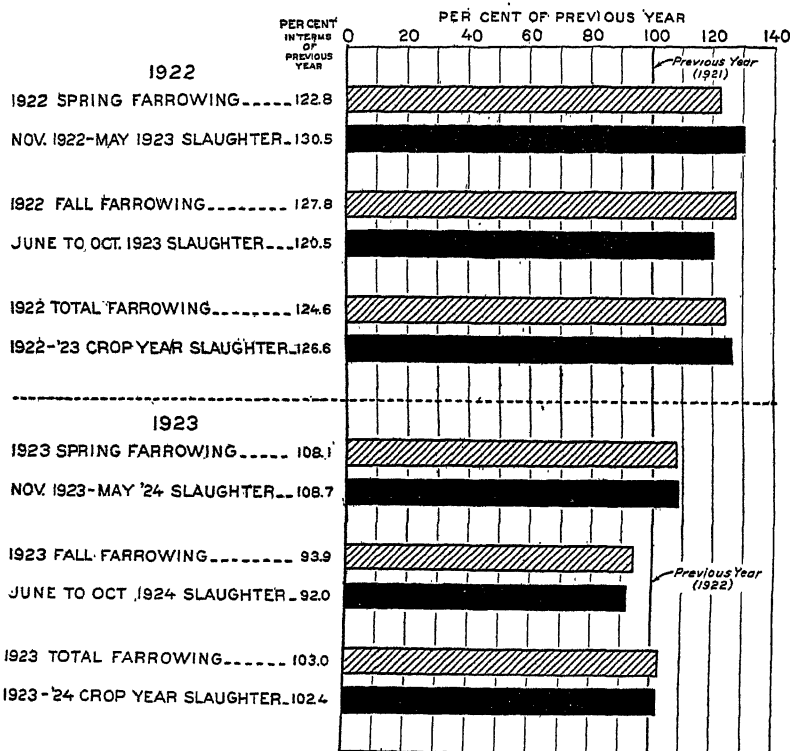 PER CENT OF PREVIOUS YEAR
PER CENT
IN TERMS
OF
PREVIOUS
YEAR
0 20 40 60 80 100 120 140
Previous Year
(1921)
1922
1922 SPRING FARROWING 122.8
NOV. 1922-MAY 1923 SLAUGHTER 130.5
1922 FALL FARROWING 127.8
JUNE TO OCT. 1923 SLAUGHTER 120.5
1922 TOTAL FARROWING 124.6
1922-'23 CROP YEAR SLAUGHTER 126.6
1923
1923 SPRING FARROWING 108.1
NOV. 1923-MAY '24 SLAUGHTER 108.7
1923 FALL FARROWING 93.9
Previous Year
(1922)
JUNE TO OCT. 1924 SLAUGHTER 92.0
1923 TOTAL FARROWING 103.0
1923-'24 CROP YEAR SLAUGHTER 102.4